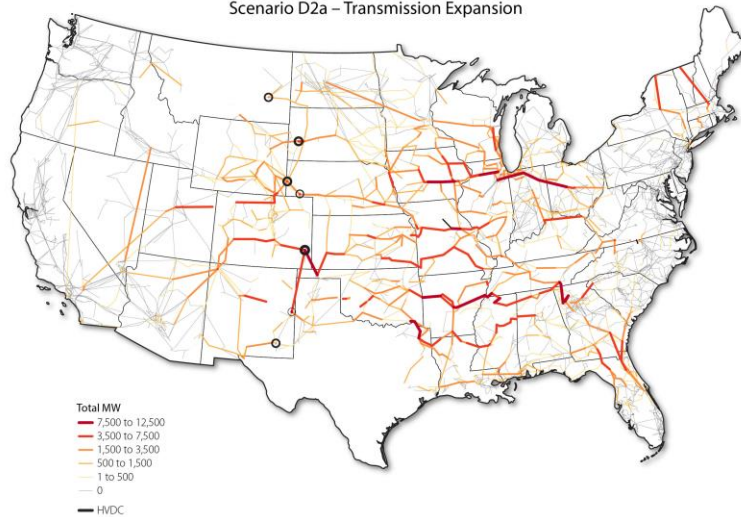 Scenario D2a – Transmission Expansion
Total MW
7,500 to 12,500
3,500 to 7,500
1,500 to 3,500
500 to 1,500
1 to 500
0
HVDC